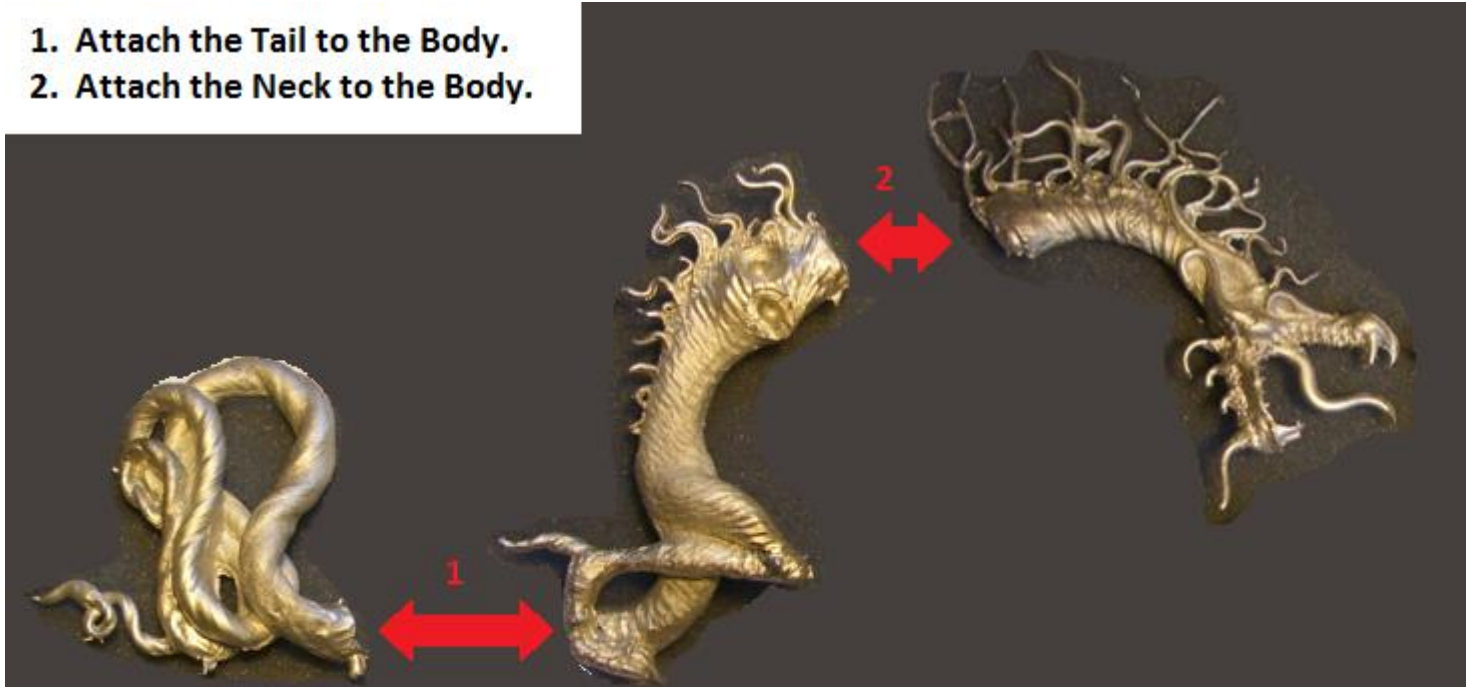 1. Attach the Tail to the Body.
2. Attach the Neck to the Body.
2
1